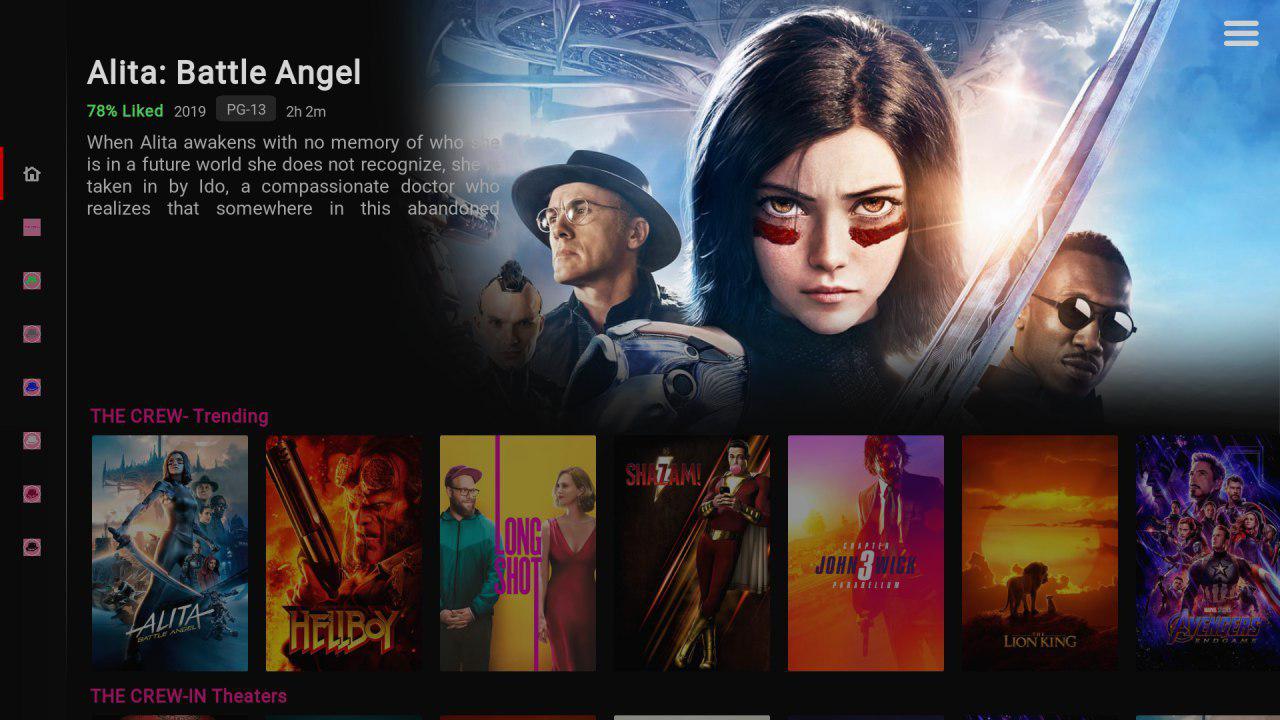 Alita: Battle Angel
78% Liked 2019 PG-13 2h 2m
When Alita awakens with no memory of who she
is in a future world she does not recognize, she is
taken in by Ido, a compassionate doctor who
realizes that somewhere in this abandoned
THE CREW- Trending
ALITA
BATTLE ANGEL
HELLBOY
LONG
SHOT
SHAZAM!
CHAPTER
JOHN 3 WICK
PARABELLUM
THE
LION KING
MARVEL STUDIOS
AVENGERS
ENDGAME
THE CREW-IN Theaters